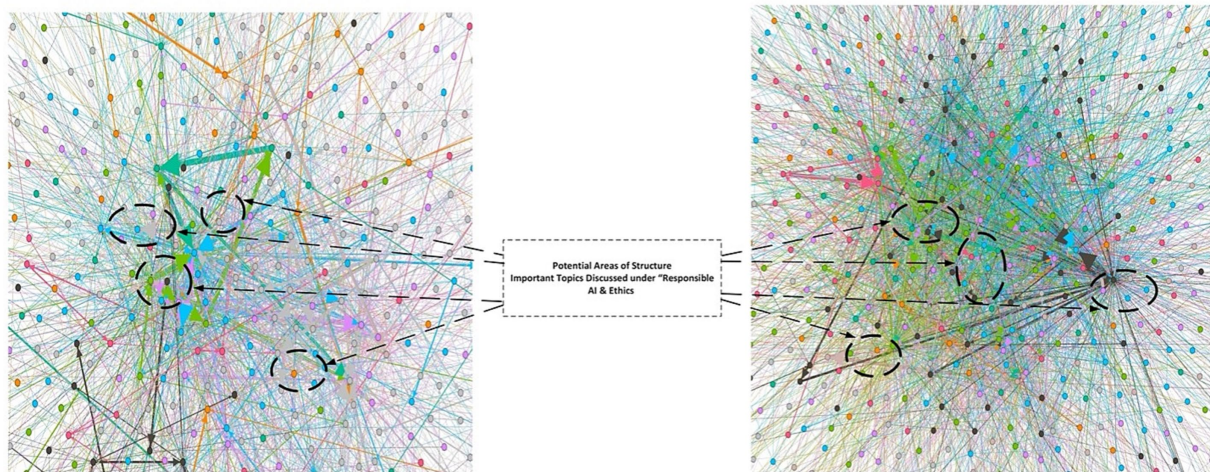 Potential Areas of Structure
Important Topics Discussed under “Responsible
AI & Ethics